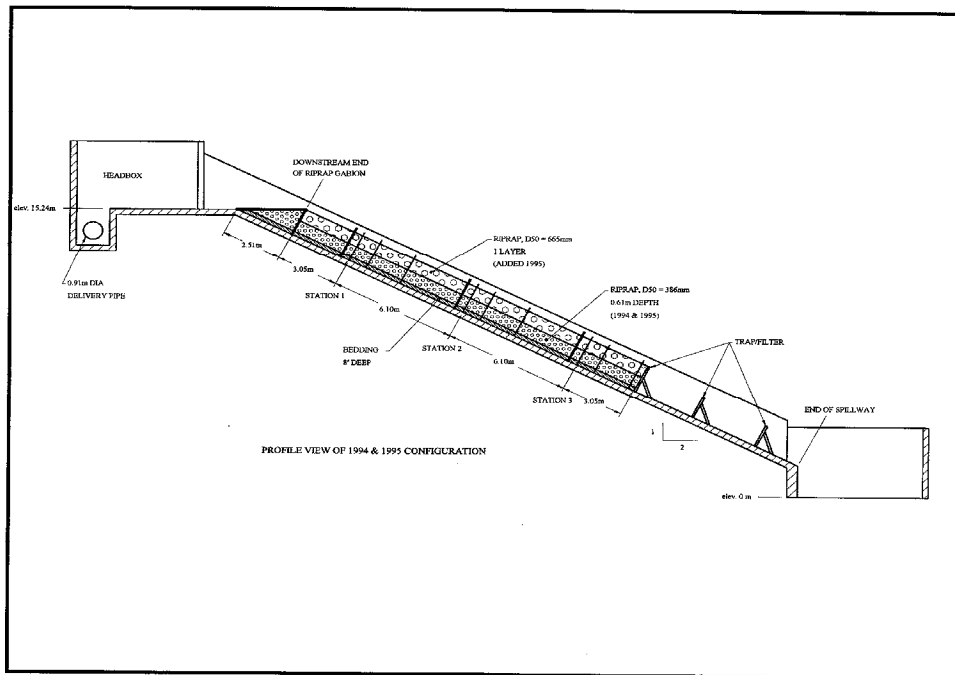 HEADBOX
DOWNSTREAM END
OF RIPRAP GABION
elev. 15.24m
RIPRAP, D50 = 665mm
1 LAYER
(ADDED 1995)
2.51m
3.05m
0.91m DIA
DELIVERY PIPE
STATION 1
RIPRAP, D50 = 386mm
0.61m DEPTH
(1994 & 1995)
6.10m
BEDDING
8" DEEP
STATION 2
TRAP/FILTER
6.10m
STATION 3
3.05m
END OF SPILLWAY
1
2
PROFILE VIEW OF 1994 & 1995 CONFIGURATION
elev. 0 m